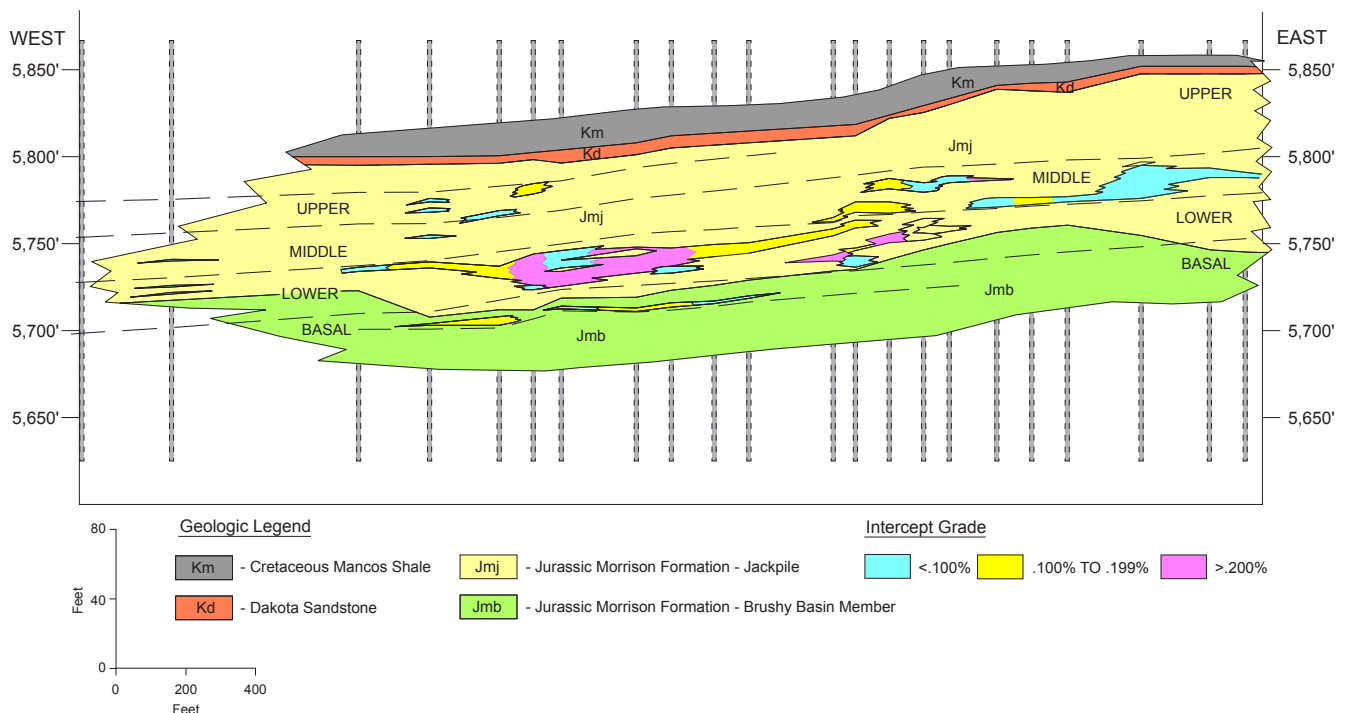 WEST
EAST
5,850'
5,850'
Km
Kd
UPPER
Km
Kd
Jmj
5,800'
5,800'
MIDDLE
UPPER
Jmj
LOWER
5,750'
5,750'
MIDDLE
BASAL
LOWER
Jmb
5,700'
BASAL
Jmb
5,700'
5,650'
5,650'
Geologic Legend
Km - Cretaceous Mancos Shale
Kd - Dakota Sandstone
Jmj - Jurassic Morrison Formation - Jackpile
Jmb - Jurassic Morrison Formation - Brushy Basin Member
Intercept Grade
<.100%
.100% TO .199%
>.200%
80
40
0
Feet
0 200 400
Feet